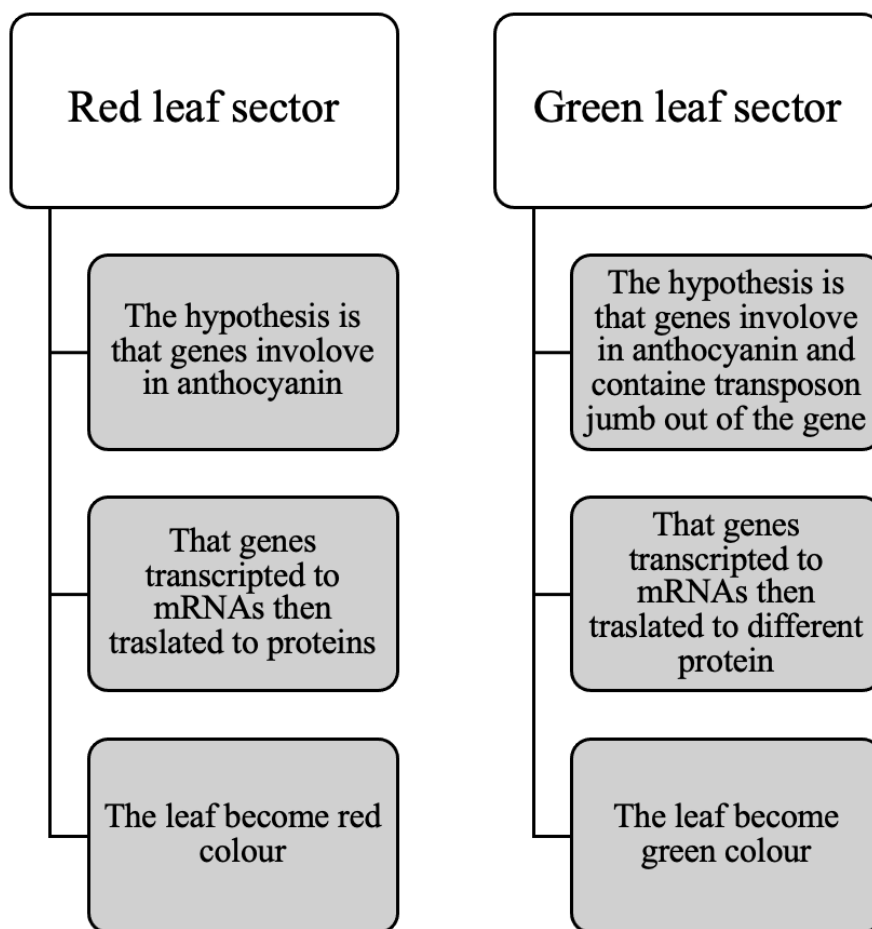 Red leaf sector
The hypothesis is
that genes involove
in anthocyanin
That genes
transcripted to
mRNAs then
traslated to proteins
The leaf become red
colour
Green leaf sector
The hypothesis is
that genes involove
in anthocyanin and
containe transposon
jumb out of the gene
That genes
transcripted to
mRNAs then
traslated to different
protein
The leaf become
green colour